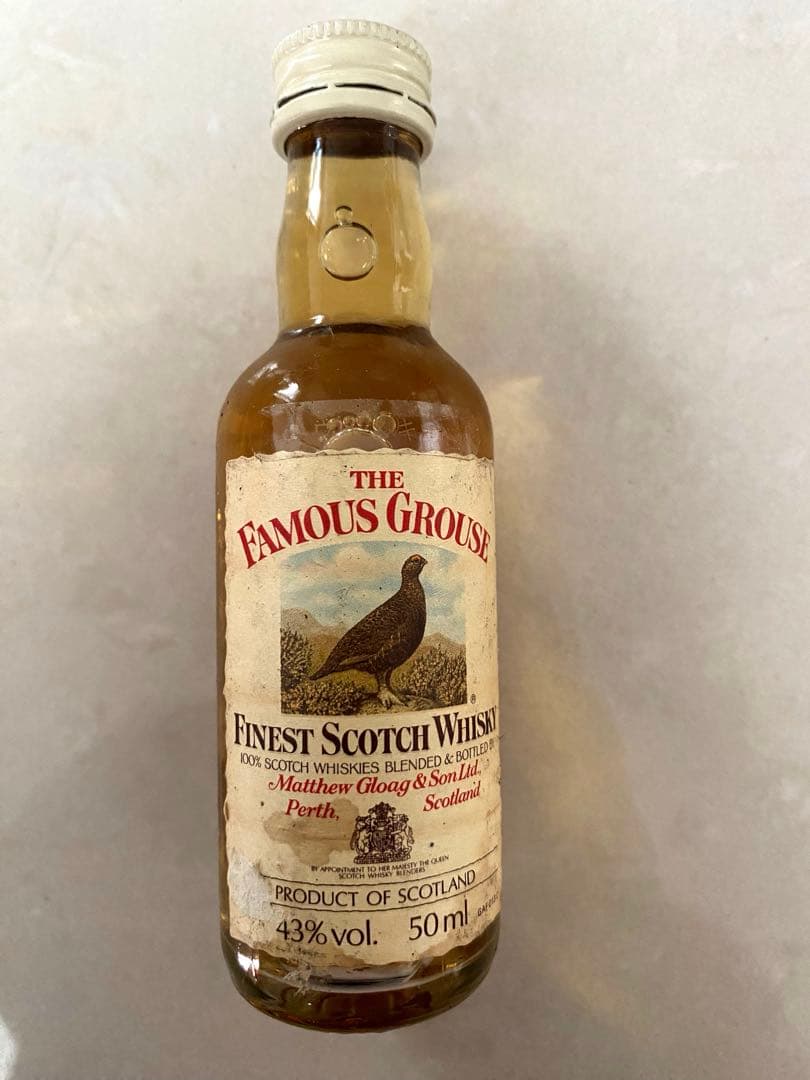 THE
FAMOUS GROUSE
®
FINEST SCOTCH WHISKY
100% SCOTCH WHISKIES BLENDED & BOTTLED BY
Matthew Gloag & Son Ltd.,
Perth, Scotland
BY APPOINTMENT TO HER MAJESTY THE QUEEN
SCOTCH WHISKY BLENDERS
PRODUCT OF SCOTLAND
43% vol. 50 ml